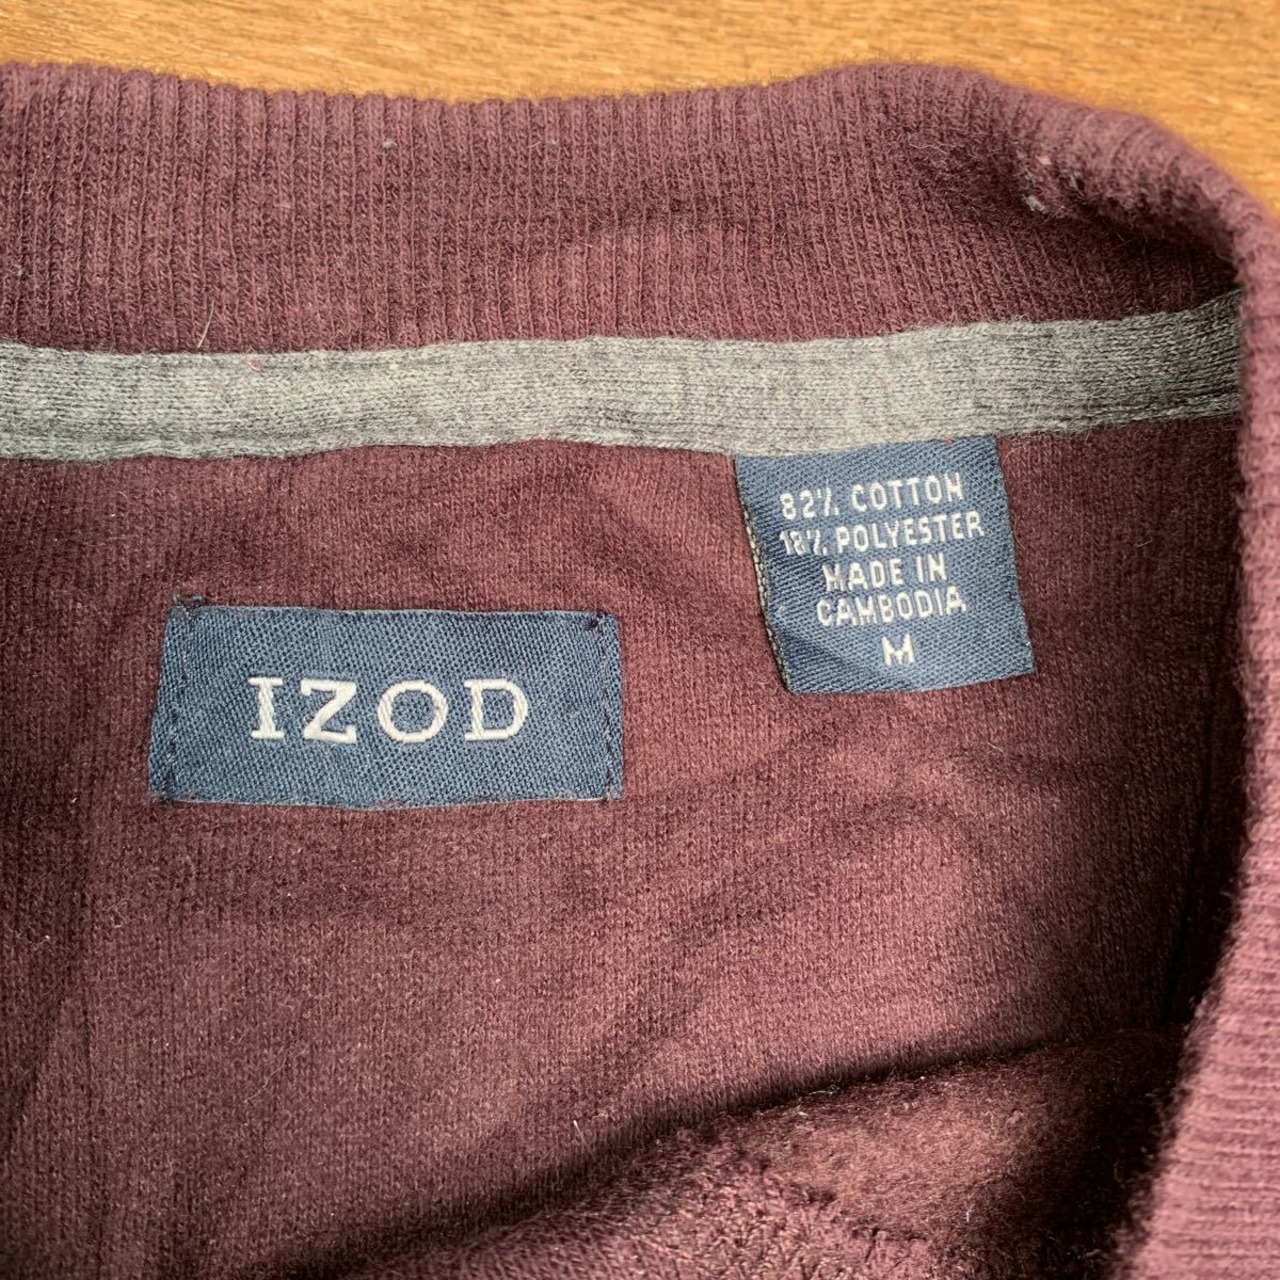 82% COTTON
18% POLYESTER
MADE IN
CAMBODIA
M
IZOD